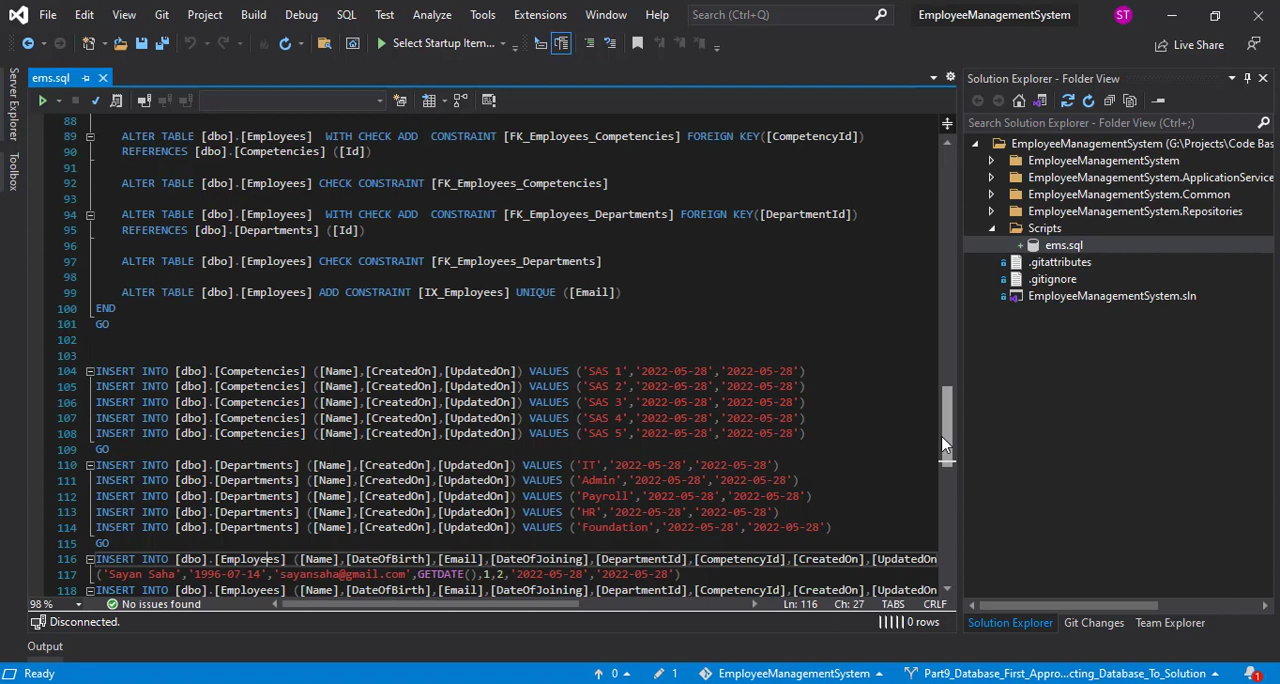 File Edit View Git Project Build Debug SQL Test Analyze Tools Extensions Window Help Search (Ctrl+Q) EmployeeManagementSystem ST
Select Startup Item... Live Share
Server Explorer
Toolbox
ems.sql
88
89 ALTER TABLE [dbo].[Employees]  WITH CHECK ADD  CONSTRAINT [FK_Employees_Competencies] FOREIGN KEY([CompetencyId])
90 REFERENCES [dbo].[Competencies] ([Id])
91
92 ALTER TABLE [dbo].[Employees] CHECK CONSTRAINT [FK_Employees_Competencies]
93
94 ALTER TABLE [dbo].[Employees]  WITH CHECK ADD  CONSTRAINT [FK_Employees_Departments] FOREIGN KEY([DepartmentId])
95 REFERENCES [dbo].[Departments] ([Id])
96
97 ALTER TABLE [dbo].[Employees] CHECK CONSTRAINT [FK_Employees_Departments]
98
99 ALTER TABLE [dbo].[Employees] ADD CONSTRAINT [IX_Employees] UNIQUE ([Email])
100 END
101 GO
102
103
104 INSERT INTO [dbo].[Competencies] ([Name],[CreatedOn],[UpdatedOn]) VALUES ('SAS 1','2022-05-28','2022-05-28')
105 INSERT INTO [dbo].[Competencies] ([Name],[CreatedOn],[UpdatedOn]) VALUES ('SAS 2','2022-05-28','2022-05-28')
106 INSERT INTO [dbo].[Competencies] ([Name],[CreatedOn],[UpdatedOn]) VALUES ('SAS 3','2022-05-28','2022-05-28')
107 INSERT INTO [dbo].[Competencies] ([Name],[CreatedOn],[UpdatedOn]) VALUES ('SAS 4','2022-05-28','2022-05-28')
108 INSERT INTO [dbo].[Competencies] ([Name],[CreatedOn],[UpdatedOn]) VALUES ('SAS 5','2022-05-28','2022-05-28')
109 GO
110 INSERT INTO [dbo].[Departments] ([Name],[CreatedOn],[UpdatedOn]) VALUES ('IT','2022-05-28','2022-05-28')
111 INSERT INTO [dbo].[Departments] ([Name],[CreatedOn],[UpdatedOn]) VALUES ('Admin','2022-05-28','2022-05-28')
112 INSERT INTO [dbo].[Departments] ([Name],[CreatedOn],[UpdatedOn]) VALUES ('Payroll','2022-05-28','2022-05-28')
113 INSERT INTO [dbo].[Departments] ([Name],[CreatedOn],[UpdatedOn]) VALUES ('HR','2022-05-28','2022-05-28')
114 INSERT INTO [dbo].[Departments] ([Name],[CreatedOn],[UpdatedOn]) VALUES ('Foundation','2022-05-28','2022-05-28')
115 GO
116 INSERT INTO [dbo].[Employees] ([Name],[DateOfBirth],[Email],[DateOfJoining],[DepartmentId],[CompetencyId],[CreatedOn],[UpdatedOn
117 ('Sayan Saha','1996-07-14','sayansaha@gmail.com',GETDATE(),1,2,'2022-05-28','2022-05-28')
118 INSERT INTO [dbo].[Employees] ([Name],[DateOfBirth],[Email],[DateOfJoining],[DepartmentId],[CompetencyId],[CreatedOn],[UpdatedOn
98 % No issues found Ln: 116 Ch: 27 TABS CRLF
Disconnected. 0 rows
Output
Solution Explorer - Folder View
Search Solution Explorer - Folder View (Ctrl+;)
EmployeeManagementSystem (G:\Projects\Code Bas
EmployeeManagementSystem
EmployeeManagementSystem.ApplicationService
EmployeeManagementSystem.Common
EmployeeManagementSystem.Repositories
Scripts
ems.sql
.gitattributes
.gitignore
EmployeeManagementSystem.sln
Solution Explorer Git Changes Team Explorer
Ready 0 1 EmployeeManagementSystem Part9_Database_First_Appro...cting_Database_To_Solution 1